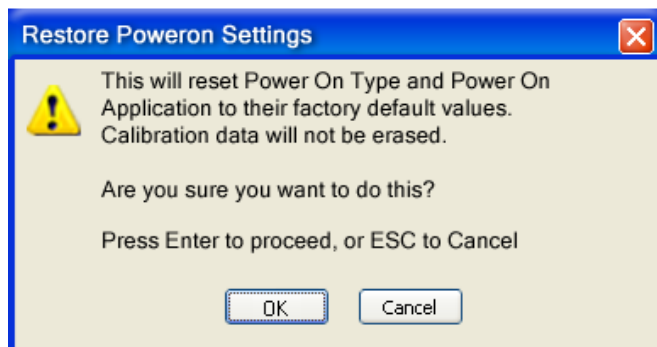 Restore Poweron Settings
This will reset Power On Type and Power On
Application to their factory default values.
Calibration data will not be erased.
Are you sure you want to do this?
Press Enter to proceed, or ESC to Cancel
OK
Cancel